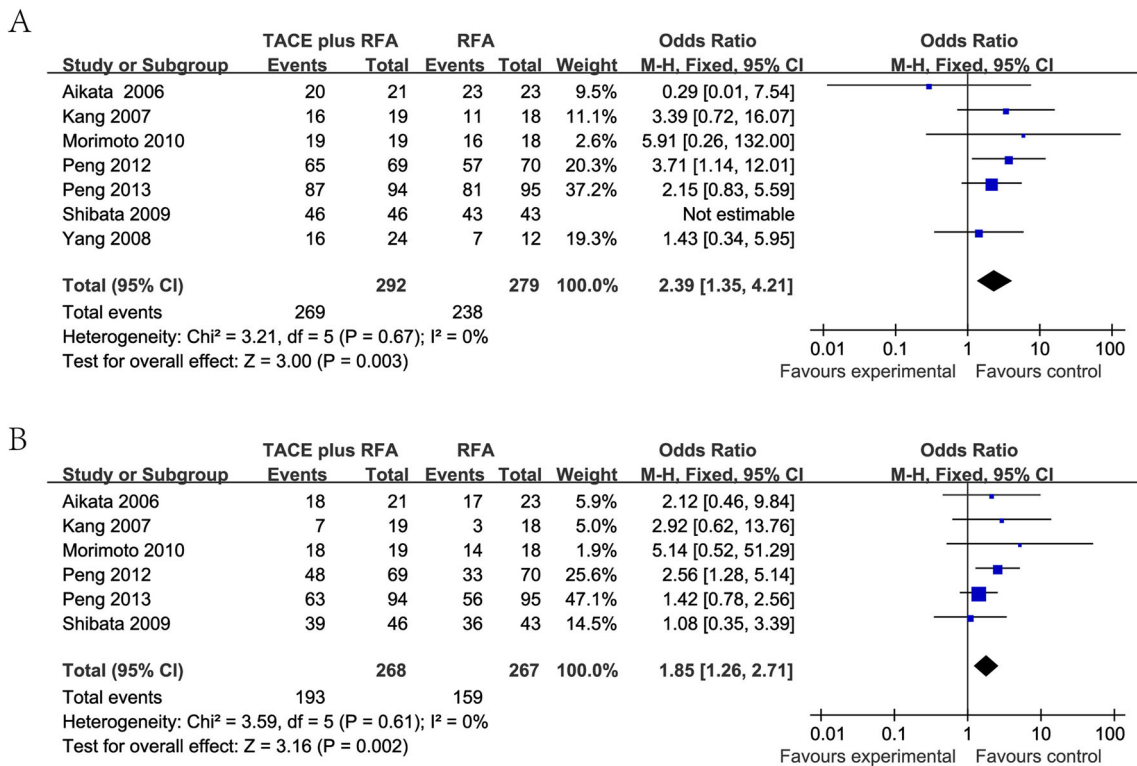 A
TACE plus RFA RFA Odds Ratio Odds Ratio
Study or Subgroup Events Total Events Total Weight M-H, Fixed, 95% CI M-H, Fixed, 95% CI
Aikata 2006 20 21 23 23 9.5% 0.29 [0.01, 7.54]
Kang 2007 16 19 11 18 11.1% 3.39 [0.72, 16.07]
Morimoto 2010 19 19 16 18 2.6% 5.91 [0.26, 132.00]
Peng 2012 65 69 57 70 20.3% 3.71 [1.14, 12.01]
Peng 2013 87 94 81 95 37.2% 2.15 [0.83, 5.59]
Shibata 2009 46 46 43 43 Not estimable
Yang 2008 16 24 7 12 19.3% 1.43 [0.34, 5.95]
Total (95% CI) 292 279 100.0% 2.39 [1.35, 4.21]
Total events 269 238
Heterogeneity: Chi² = 3.21, df = 5 (P = 0.67); I² = 0%
Test for overall effect: Z = 3.00 (P = 0.003)
0.01 0.1 1 10 100
Favours experimental Favours control
B
TACE plus RFA RFA Odds Ratio Odds Ratio
Study or Subgroup Events Total Events Total Weight M-H, Fixed, 95% CI M-H, Fixed, 95% CI
Aikata 2006 18 21 17 23 5.9% 2.12 [0.46, 9.84]
Kang 2007 7 19 3 18 5.0% 2.92 [0.62, 13.76]
Morimoto 2010 18 19 14 18 1.9% 5.14 [0.52, 51.29]
Peng 2012 48 69 33 70 25.6% 2.56 [1.28, 5.14]
Peng 2013 63 94 56 95 47.1% 1.42 [0.78, 2.56]
Shibata 2009 39 46 36 43 14.5% 1.08 [0.35, 3.39]
Total (95% CI) 268 267 100.0% 1.85 [1.26, 2.71]
Total events 193 159
Heterogeneity: Chi² = 3.59, df = 5 (P = 0.61); I² = 0%
Test for overall effect: Z = 3.16 (P = 0.002)
0.01 0.1 1 10 100
Favours experimental Favours control